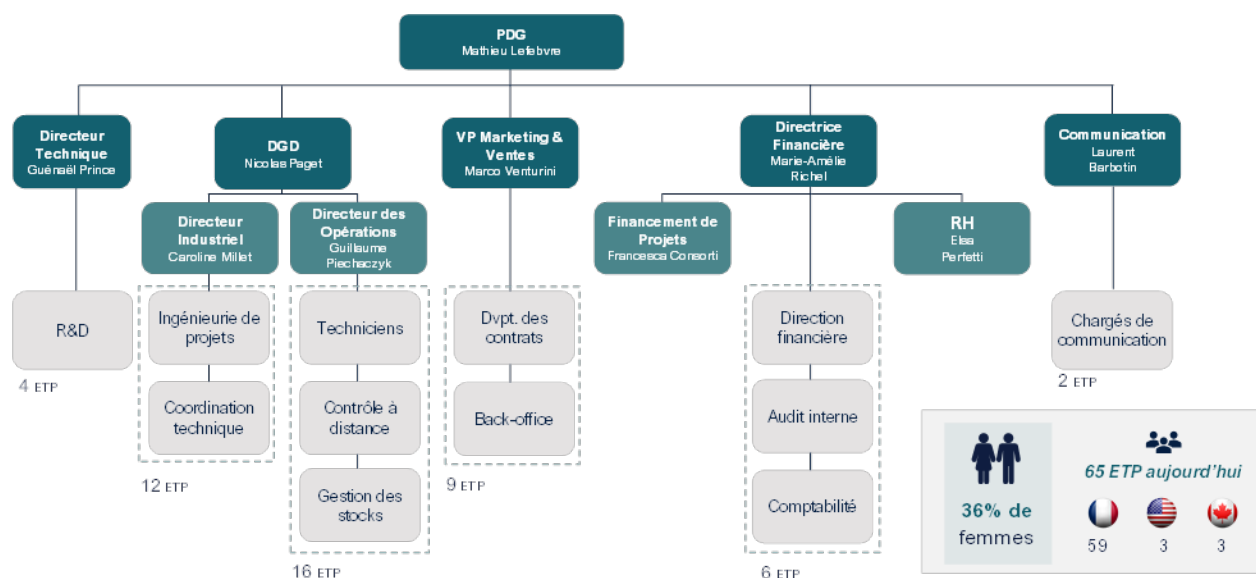 PDG
Mathieu Lefebvre
Directeur
Technique
Guénaël Prince
DGD
Nicolas Paget
VP Marketing &
Ventes
Marco Venturini
Directrice
Financière
Marie-Amélie
Richel
Communication
Laurent
Barbotin
Directeur
Industriel
Caroline Millet
Directeur des
Opérations
Guillaume
Piechaczyk
Financement de
Projets
Francesca Consorti
RH
Elsa
Perfetti
R&D
4 ETP
Ingénieurie de
projets
Coordination
technique
12 ETP
Techniciens
Contrôle à
distance
Gestion des
stocks
16 ETP
Dvpt. des
contrats
Back-office
9 ETP
Direction
financière
Audit interne
Comptabilité
6 ETP
Chargés de
communication
2 ETP
36% de
femmes
65 ETP aujourd'hui
59 3 3